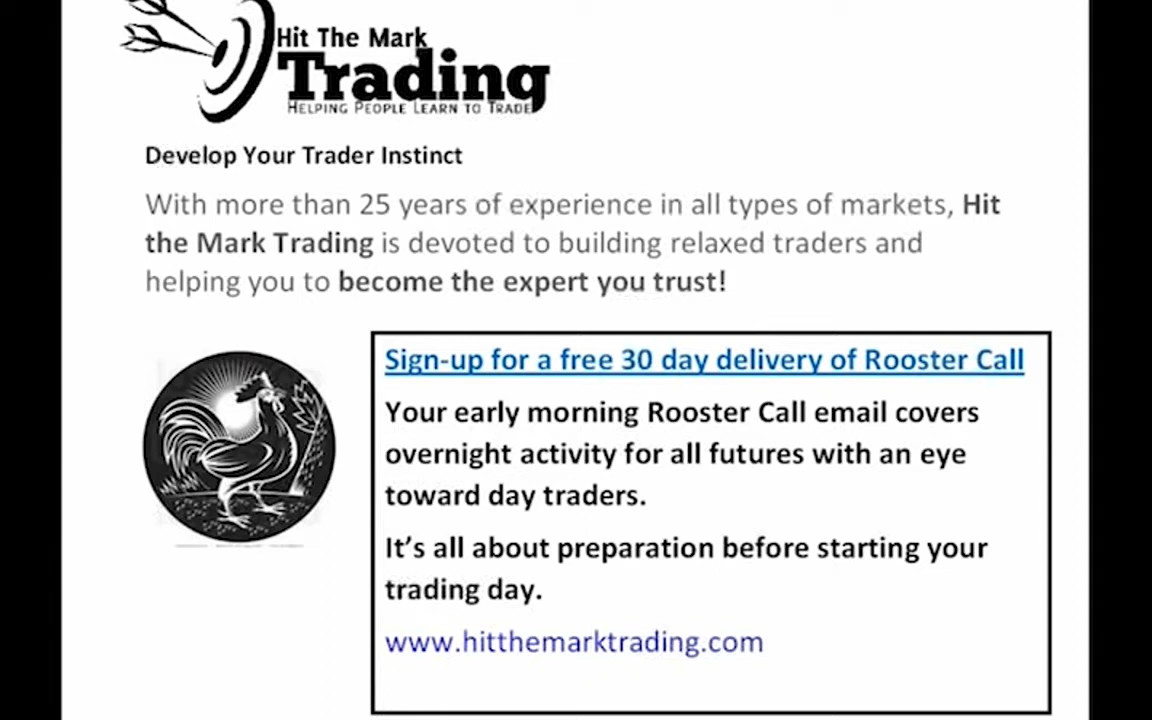 Hit The Mark
Trading
HELPING PEOPLE LEARN TO TRADE
Develop Your Trader Instinct
With more than 25 years of experience in all types of markets, Hit
the Mark Trading is devoted to building relaxed traders and
helping you to become the expert you trust!
Sign-up for a free 30 day delivery of Rooster Call
Your early morning Rooster Call email covers
overnight activity for all futures with an eye
toward day traders.
It’s all about preparation before starting your
trading day.
www.hitthemarktrading.com